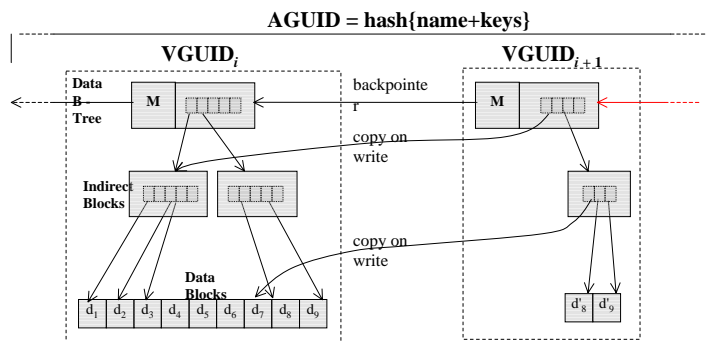 AGUID = hash{name+keys}
VGUIDi
VGUIDi + 1
Data
B -
Tree
M
backpointe
r
M
copy on
write
Indirect
Blocks
copy on
write
Data
Blocks
d1 d2 d3 d4 d5 d6 d7 d8 d9
d'8 d'9